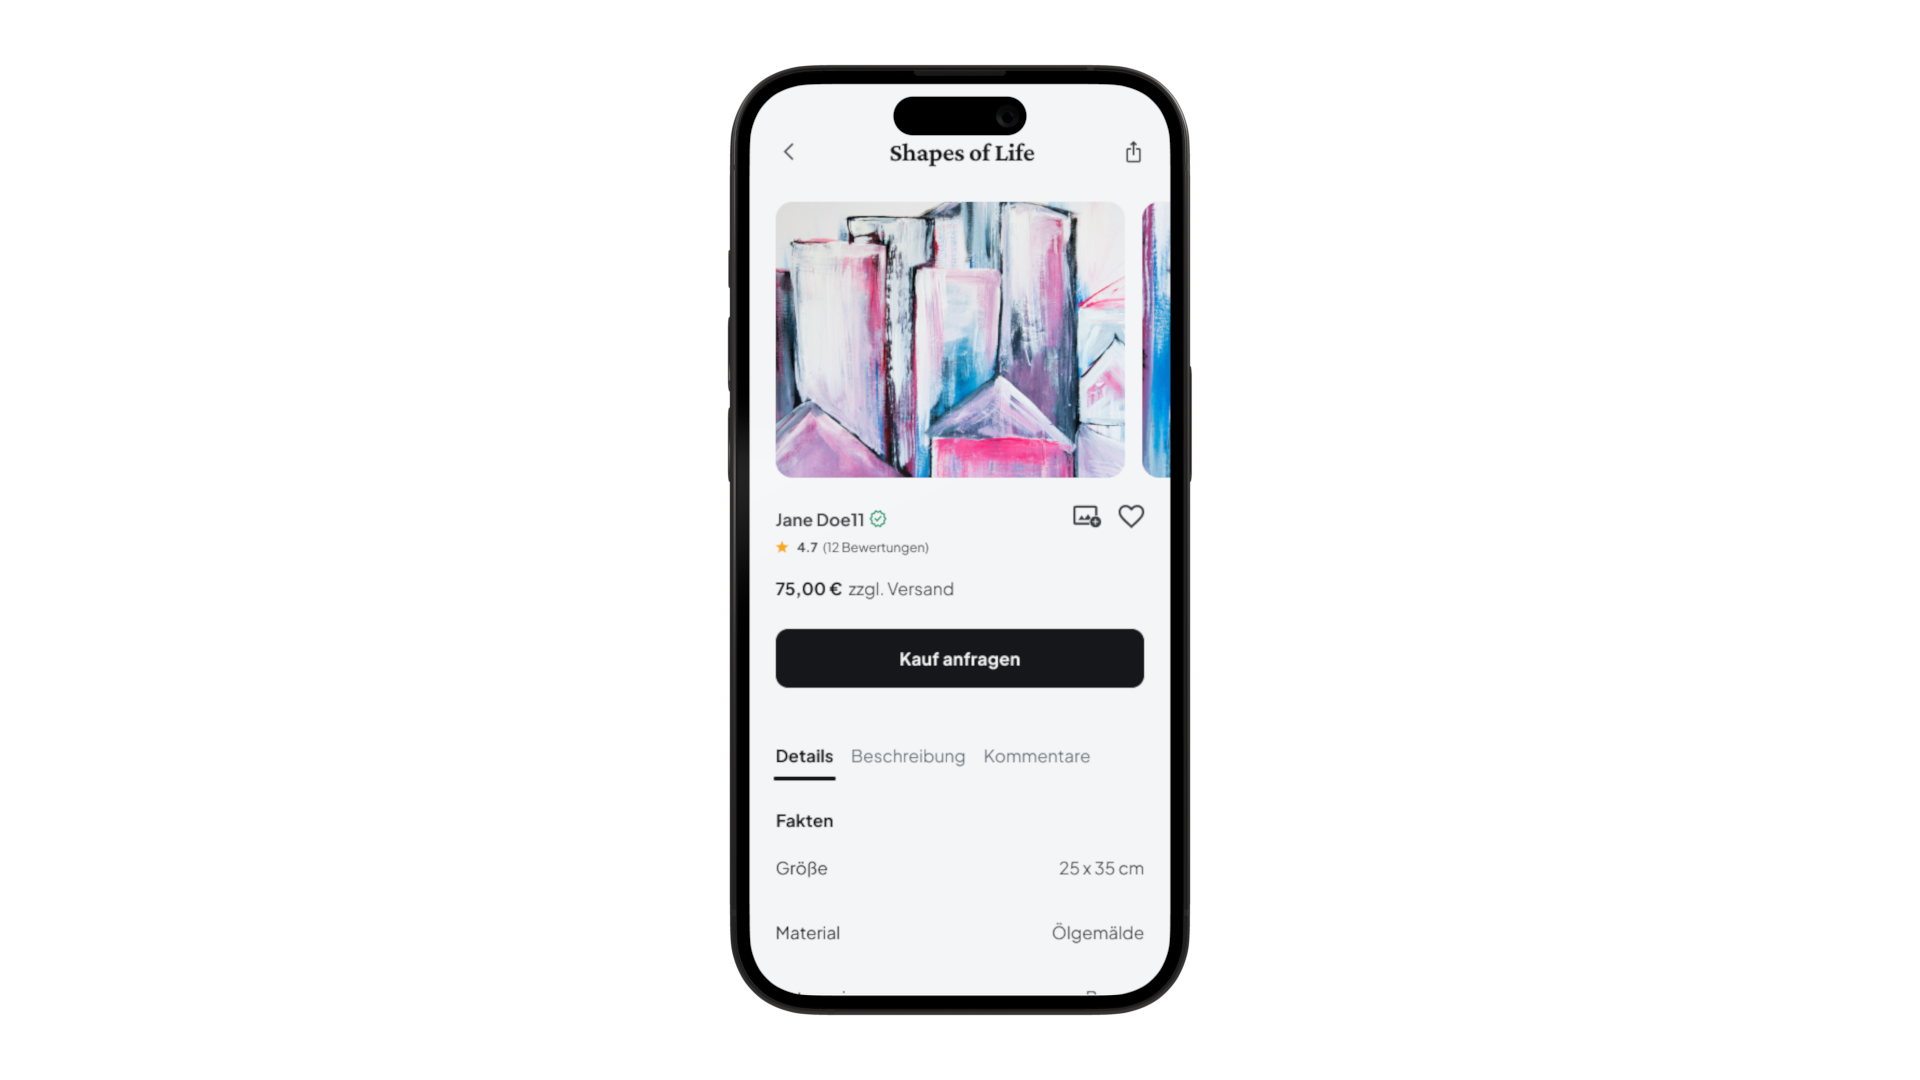 Shapes of Life
Jane Doe11
4.7 (12 Bewertungen)
75,00 € zzgl. Versand
Kauf anfragen
Details Beschreibung Kommentare
Fakten
Größe 25 x 35 cm
Material Ölgemälde